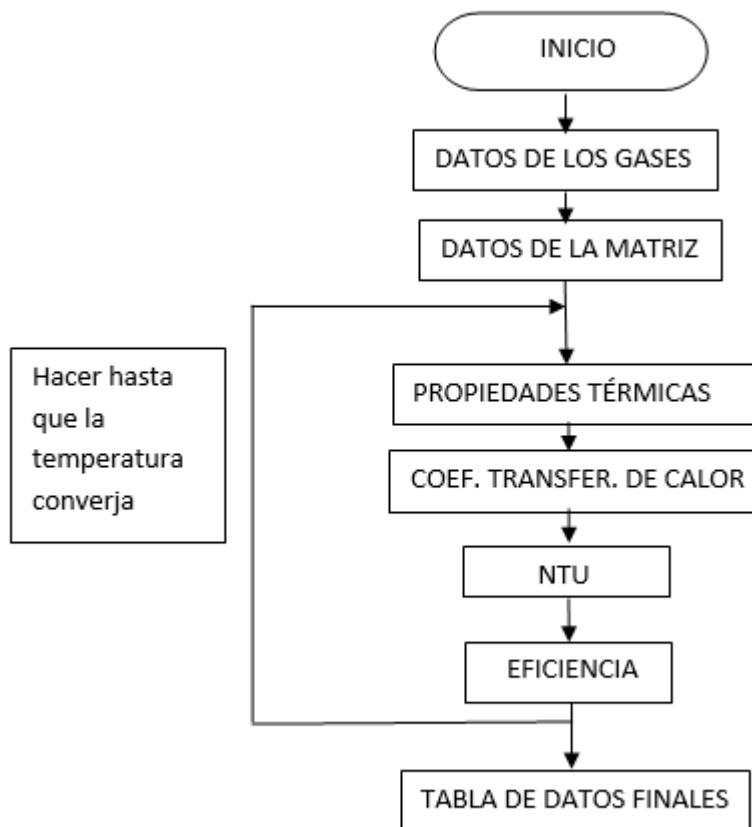 INICIO
DATOS DE LOS GASES
DATOS DE LA MATRIZ
Hacer hasta
que la
temperatura
converja
PROPIEDADES TÉRMICAS
COEF. TRANSFER. DE CALOR
NTU
EFICIENCIA
TABLA DE DATOS FINALES